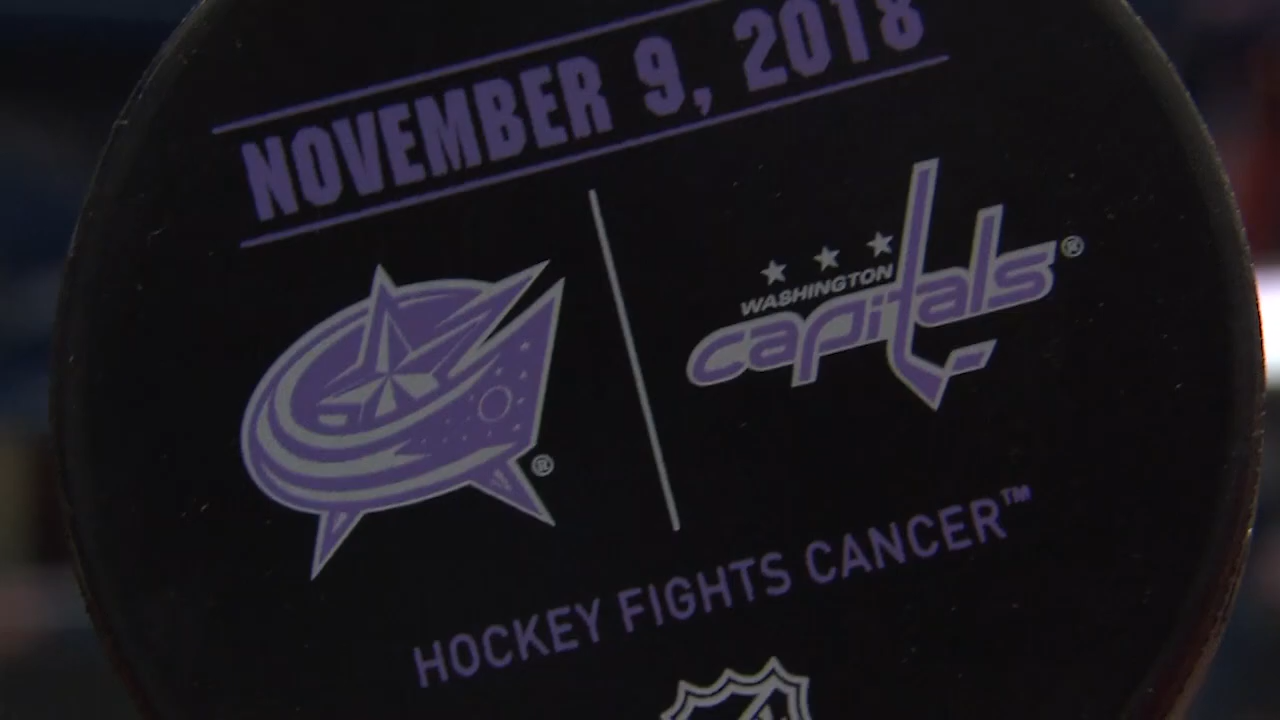 NOVEMBER 9, 2018
WASHINGTON
capitals®
®
HOCKEY FIGHTS CANCER™